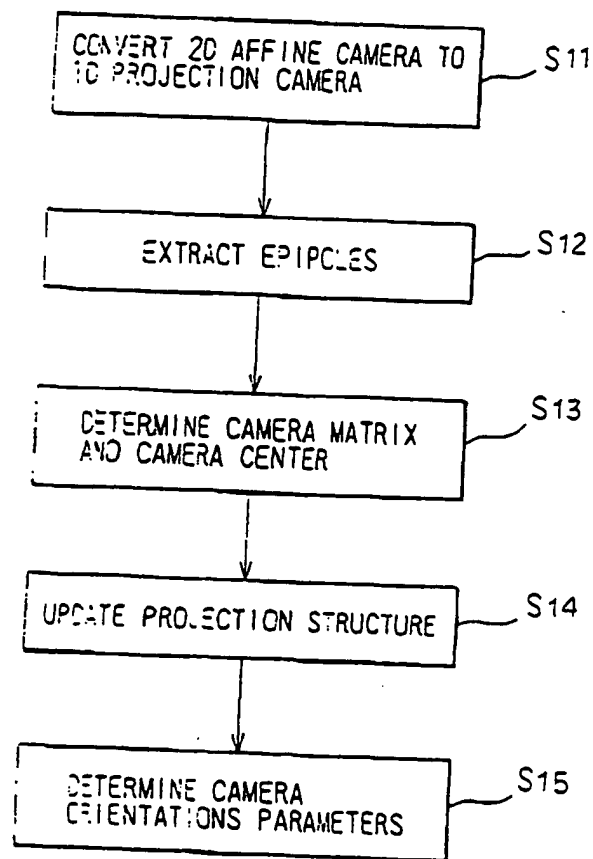 CONVERT 2D AFFINE CAMERA TO
1D PROJECTION CAMERA
S11
EXTRACT EPIPOLES
S12
DETERMINE CAMERA MATRIX
AND CAMERA CENTER
S13
UPDATE PROJECTION STRUCTURE
S14
DETERMINE CAMERA
ORIENTATIONS PARAMETERS
S15